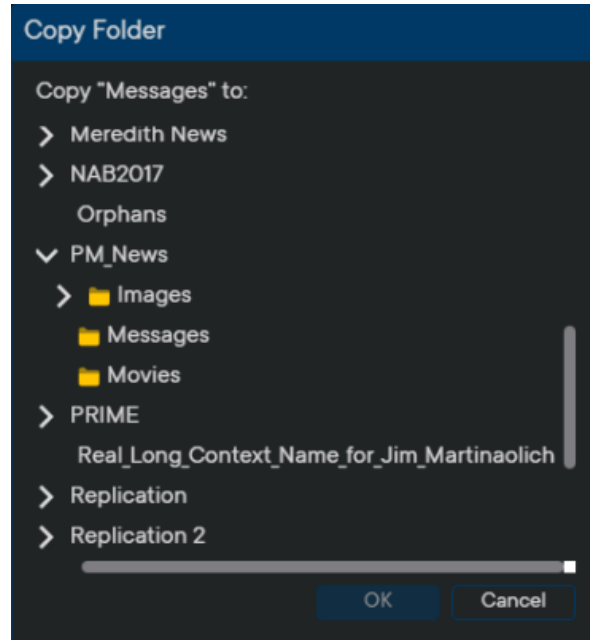 Copy Folder
Copy "Messages" to:
Meredith News
NAB2017
Orphans
PM_News
Images
Messages
Movies
PRIME
Real_Long_Context_Name_for_Jim_Martinaolich
Replication
Replication 2
OK Cancel